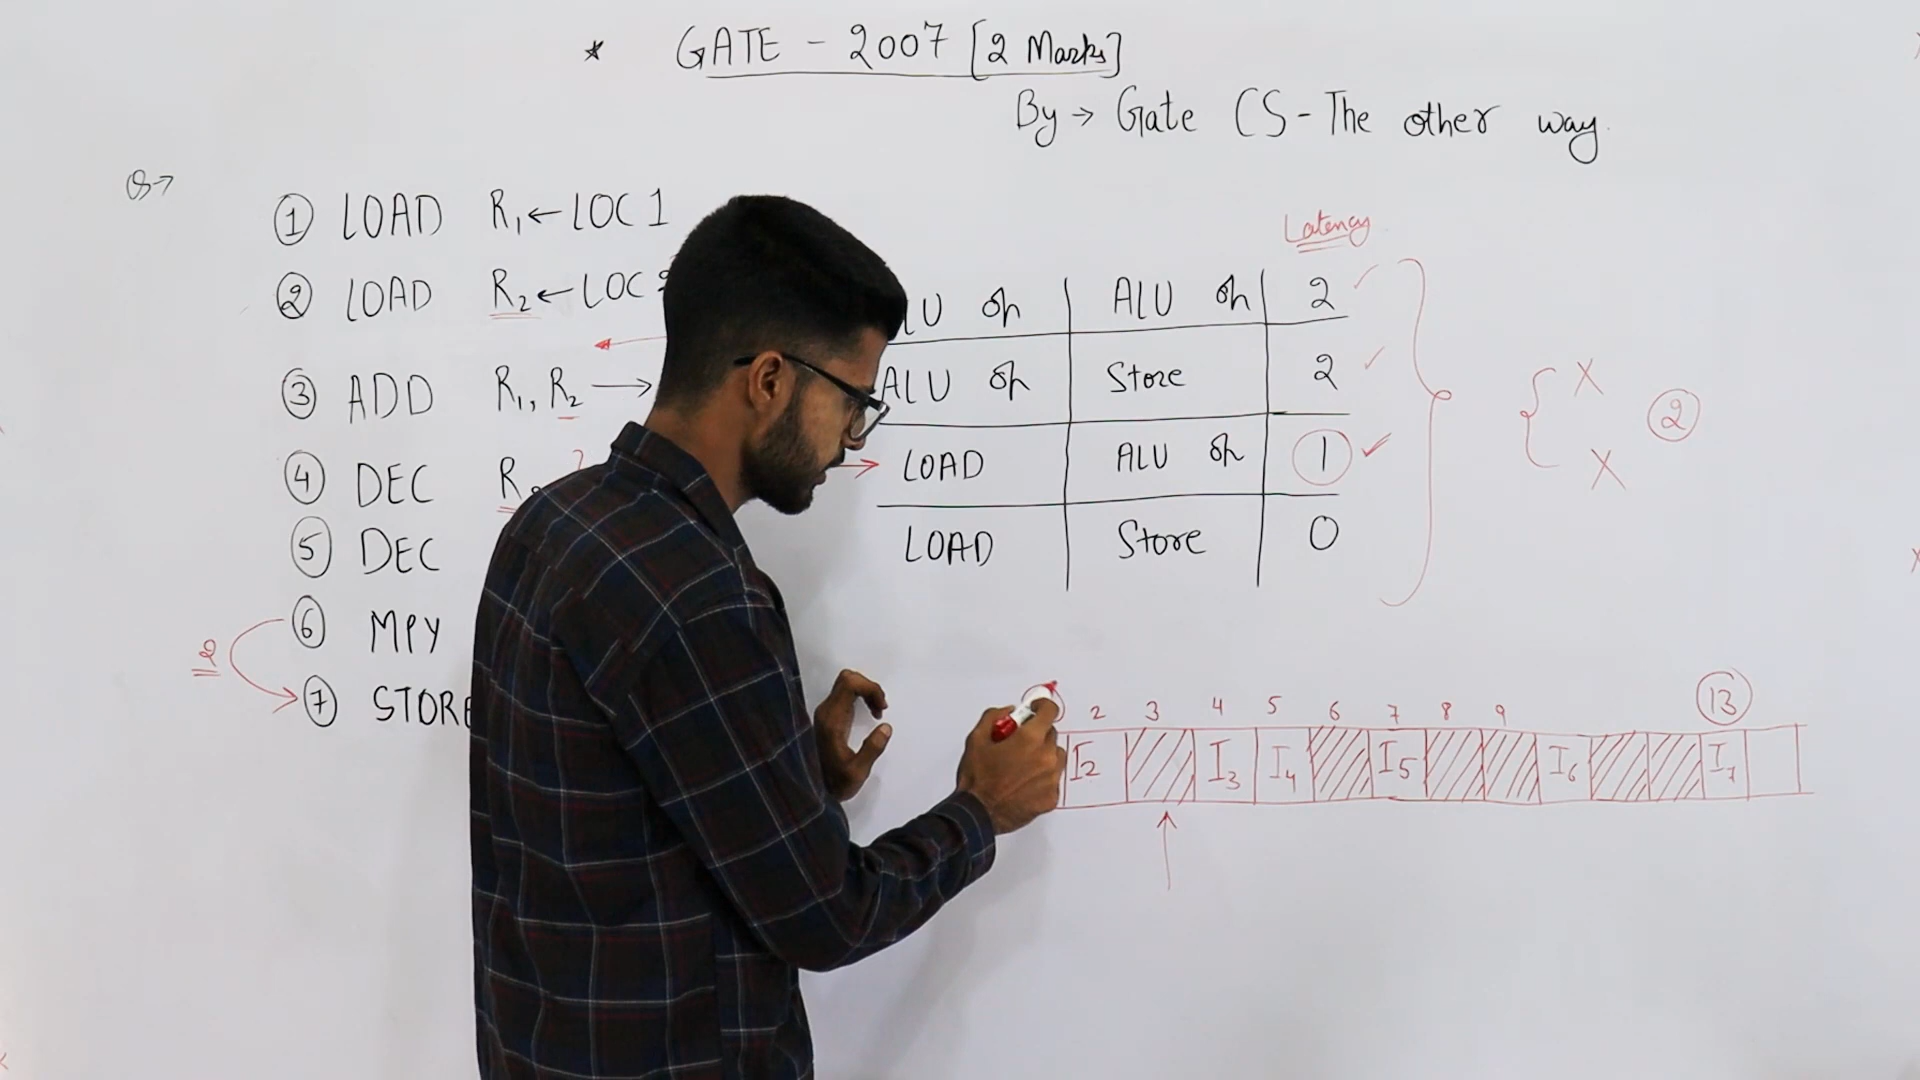 * GATE - 2007 [2 Marks]
By → Gate CS - The other way.
Q→
① LOAD R₁ ← LOC 1
② LOAD R₂ ← LOC
③ ADD R₁, R₂ →
④ DEC
⑤ DEC
⑥ MPY
⑦ STORE
2
Latency
ALU Op ALU Op 2 ✓
ALU Op Store 2 ✓
LOAD ALU Op ① ✓
LOAD Store 0
X
X
②
2 3 4 5 6 7 8 9 ⑬
I₂ I₃ I₄ I₅ I₆ I₇